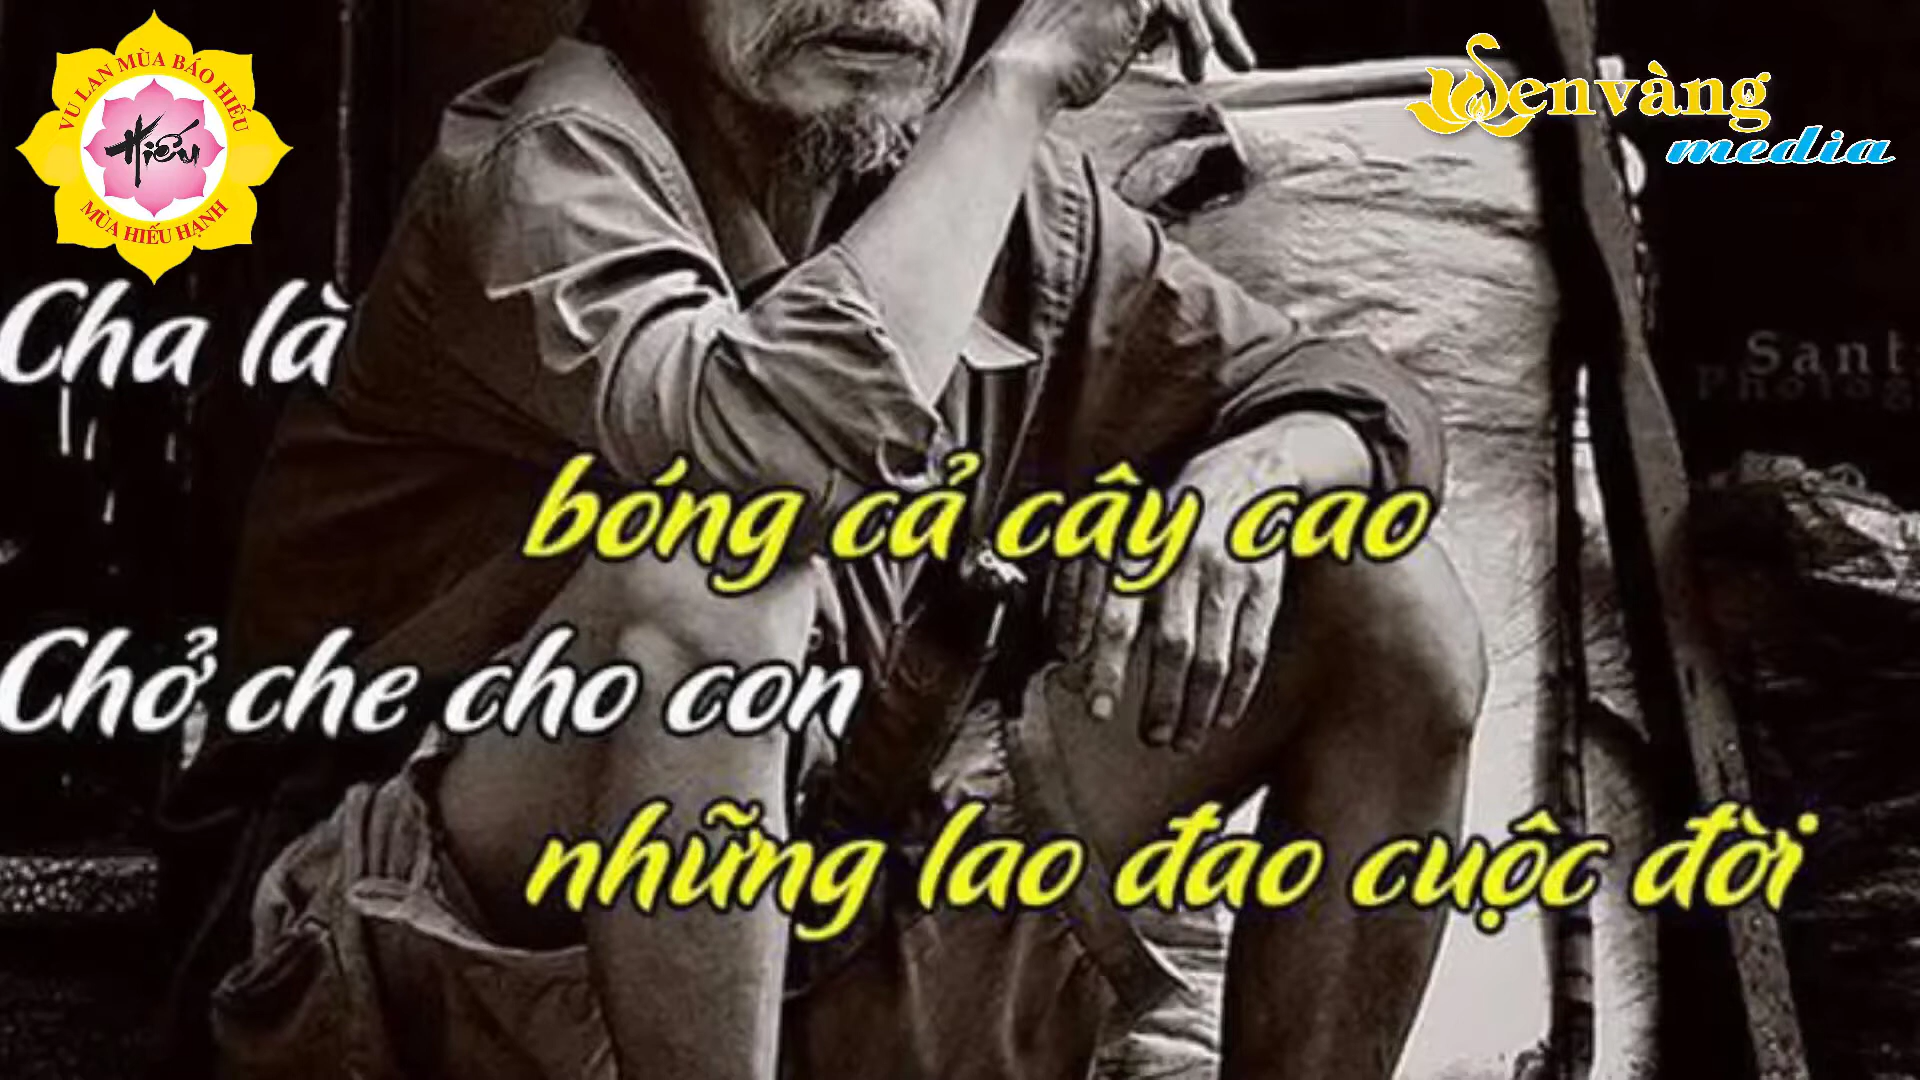 VU LAN MÙA BÁO HIẾU
Hiếu
MÙA HIẾU HẠNH
Senvàng
media
Cha là
bóng cả cây cao
Chở che cho con
những lao đao cuộc đời